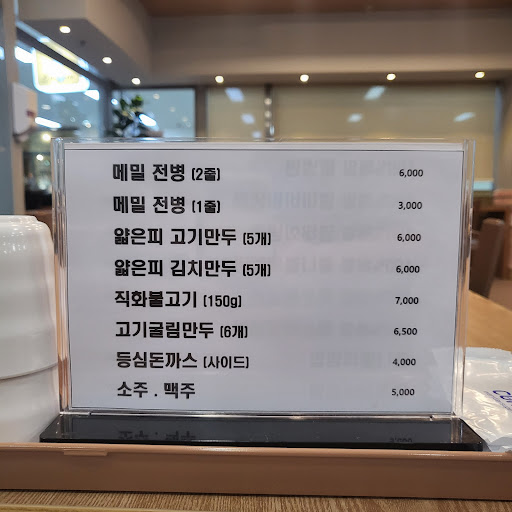 메밀 전병 (2줄) 6,000
메밀 전병 (1줄) 3,000
얇은피 고기만두 (5개) 6,000
얇은피 김치만두 (5개) 6,000
직화불고기 (150g) 7,000
고기굴림만두 (6개) 6,500
등심돈까스 (사이드) 4,000
소주 . 맥주 5,000